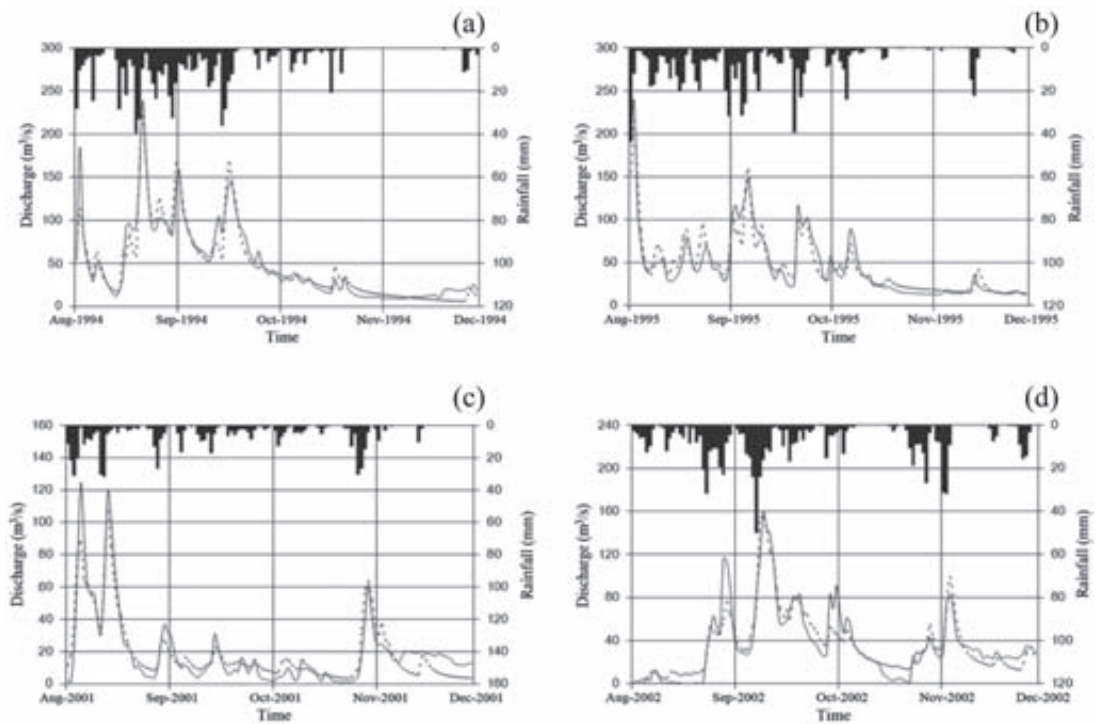 (a)
300
250
200
150
100
50
0
Discharge (m³/s)
0
20
40
60
80
100
120
Rainfall (mm)
Aug-1994
Sep-1994
Oct-1994
Nov-1994
Dec-1994
Time
(b)
300
250
200
150
100
50
0
Discharge (m³/s)
0
20
40
60
80
100
120
Rainfall (mm)
Aug-1995
Sep-1995
Oct-1995
Nov-1995
Dec-1995
Time
(c)
160
140
120
100
80
60
40
20
0
Discharge (m³/s)
0
20
40
60
80
100
120
140
160
Rainfall (mm)
Aug-2001
Sep-2001
Oct-2001
Nov-2001
Dec-2001
Time
(d)
240
200
160
120
80
40
0
Discharge (m³/s)
0
20
40
60
80
100
120
Rainfall (mm)
Aug-2002
Sep-2002
Oct-2002
Nov-2002
Dec-2002
Time